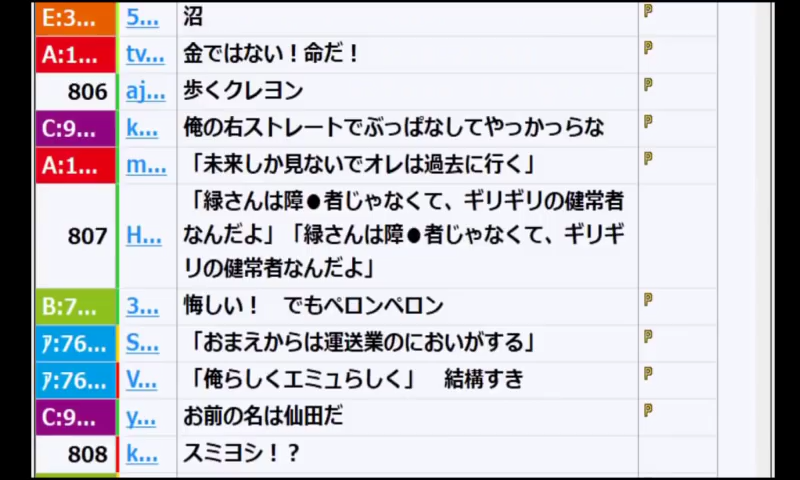 E:3... 5... 沼 P
A:1... tv... 金ではない！命だ！ P
806 aj... 歩くクレヨン P
C:9... k... 俺の右ストレートでぶっぱなしてやっかっらな P
A:1... m... 「未来しか見ないでオレは過去に行く」 P
「緑さんは障●者じゃなくて、ギリギリの健常者
807 H... なんだよ」「緑さんは障●者じゃなくて、ギリギ
リの健常者なんだよ」
B:7... 3... 悔しい！　でもペロンペロン P
ｱ:76... S... 「おまえからは運送業のにおいがする」 P
ｱ:76... V... 「俺らしくエミュらしく」　結構すき P
C:9... y... お前の名は仙田だ P
808 k... スミヨシ！？